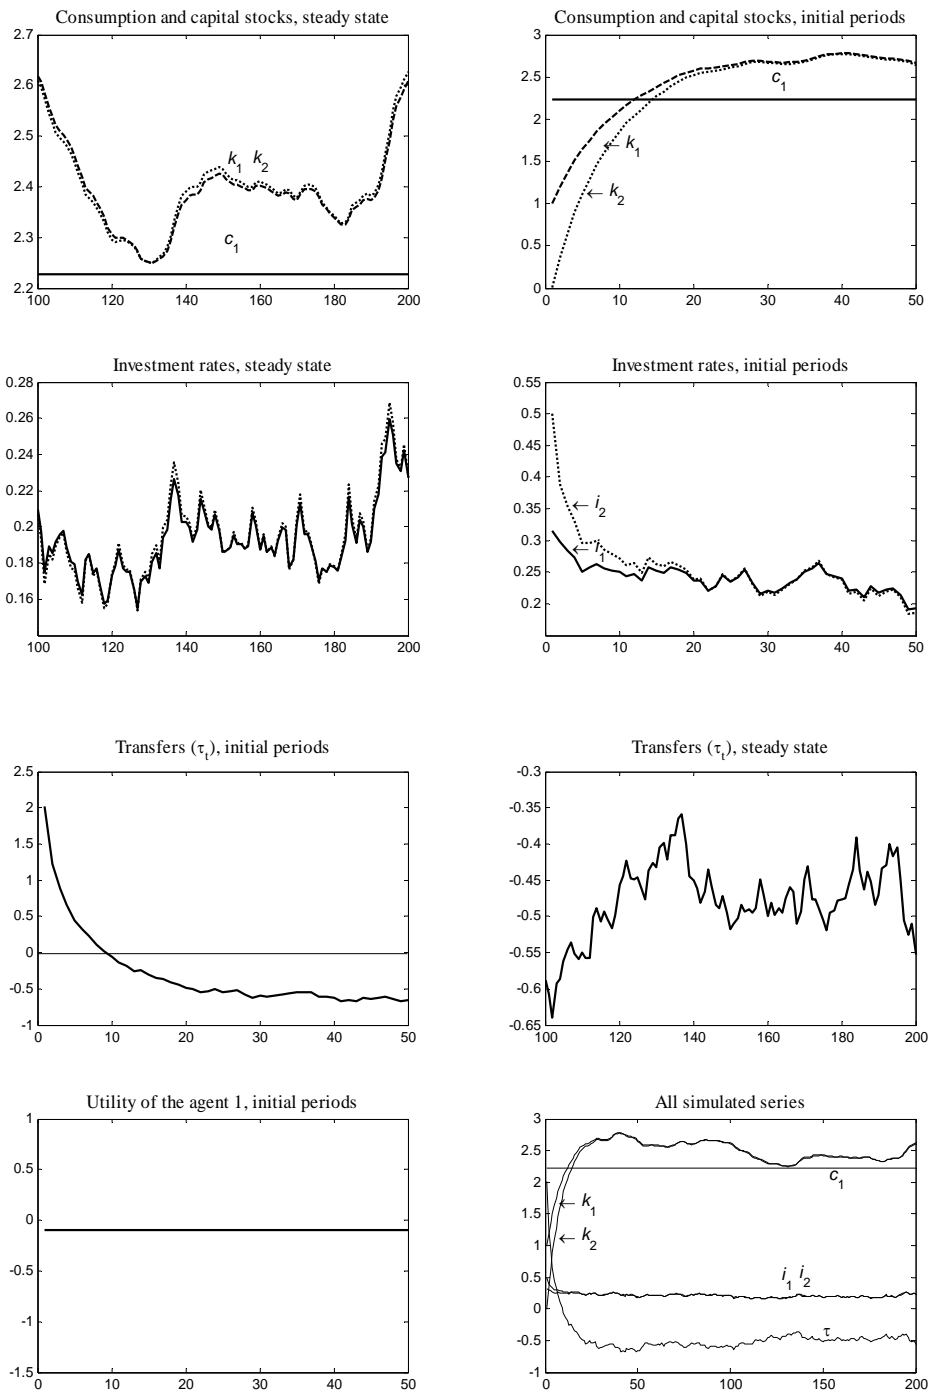 Consumption and capital stocks, steady state
2.7
2.6
2.5
2.4
2.3
2.2
k1 k2
c1
100 120 140 160 180 200
Consumption and capital stocks, initial periods
3
2.5
2
1.5
1
0.5
0
c1
← k1
← k2
0 10 20 30 40 50
Investment rates, steady state
0.28
0.26
0.24
0.22
0.2
0.18
0.16
100 120 140 160 180 200
Investment rates, initial periods
0.55
0.5
0.45
0.4
0.35
0.3
0.25
0.2
← i2
← i1
0 10 20 30 40 50
Transfers (τt), initial periods
2.5
2
1.5
1
0.5
0
-0.5
-1
0 10 20 30 40 50
Transfers (τt), steady state
-0.3
-0.35
-0.4
-0.45
-0.5
-0.55
-0.6
-0.65
100 120 140 160 180 200
Utility of the agent 1, initial periods
1
0.5
0
-0.5
-1
-1.5
0 10 20 30 40 50
All simulated series
3
2.5
2
1.5
1
0.5
0
-0.5
-1
c1
← k1
← k2
i1 i2
τ
0 50 100 150 200